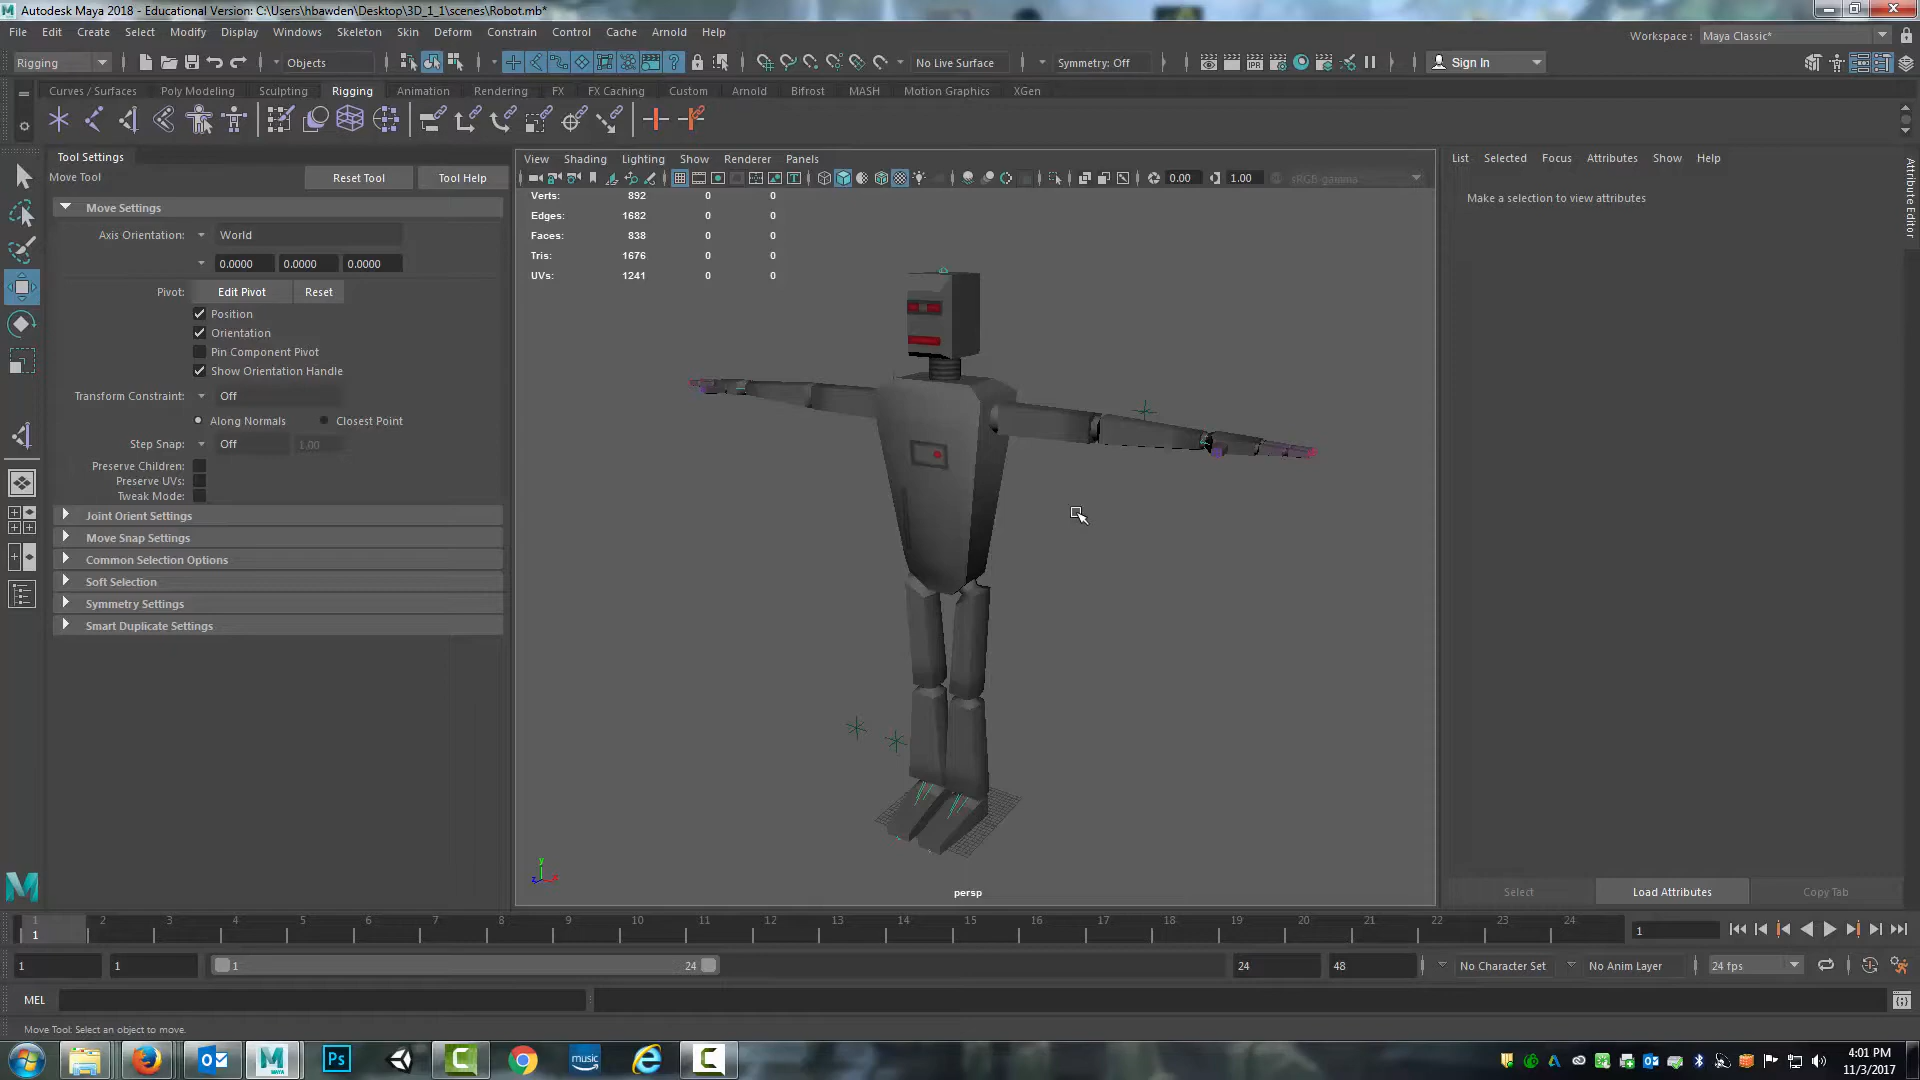 Autodesk Maya 2018 - Educational Version: C:\Users\hbawden\Desktop\3D_1_1\scenes\Robot.mb*
File Edit Create Select Modify Display Windows Skeleton Skin Deform Constrain Control Cache Arnold Help
Workspace : Maya Classic*
Rigging Objects No Live Surface Symmetry: Off Sign In
Curves / Surfaces Poly Modeling Sculpting Rigging Animation Rendering FX FX Caching Custom Arnold Bifrost MASH Motion Graphics XGen
Tool Settings
Move Tool Reset Tool Tool Help
Move Settings
Axis Orientation: World
0.0000 0.0000 0.0000
Pivot: Edit Pivot Reset
Position
Orientation
Pin Component Pivot
Show Orientation Handle
Transform Constraint: Off
Along Normals Closest Point
Step Snap: Off 1.00
Preserve Children:
Preserve UVs:
Tweak Mode:
Joint Orient Settings
Move Snap Settings
Common Selection Options
Soft Selection
Symmetry Settings
Smart Duplicate Settings
View Shading Lighting Show Renderer Panels
0.00 1.00 sRGB gamma
Verts: 892 0 0
Edges: 1682 0 0
Faces: 838 0 0
Tris: 1676 0 0
UVs: 1241 0 0
y
z x
persp
List Selected Focus Attributes Show Help
Make a selection to view attributes
Attribute Editor
Select Load Attributes Copy Tab
1 2 3 4 5 6 7 8 9 10 11 12 13 14 15 16 17 18 19 20 21 22 23 24
1 1
1 1 1 24 24 48 No Character Set No Anim Layer 24 fps
MEL
Move Tool: Select an object to move.
MAYA Ps music
4:01 PM
11/3/2017